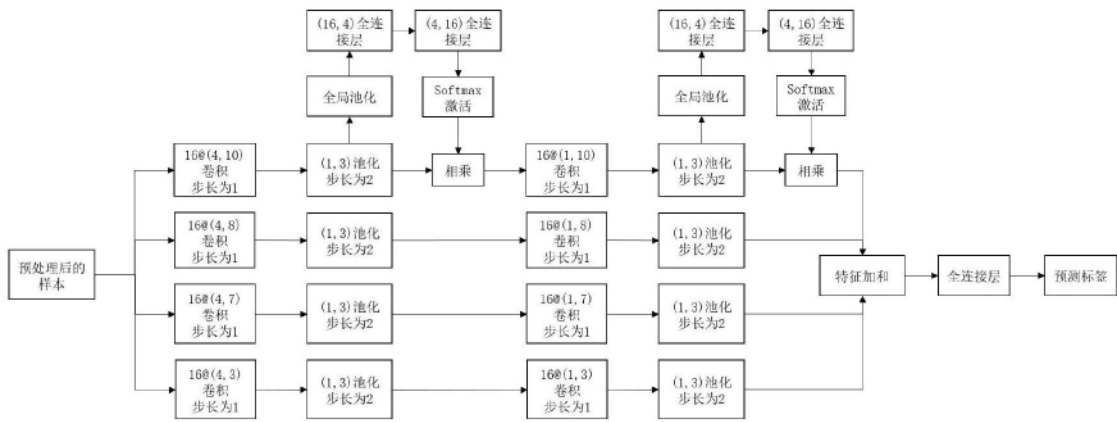 (16,4)全连
接层
(4,16)全连
接层
(16,4)全连
接层
(4,16)全连
接层
全局池化
Softmax
激活
全局池化
Softmax
激活
16@(4,10)
卷积
步长为1
(1,3)池化
步长为2
相乘
16@(1,10)
卷积
步长为1
(1,3)池化
步长为2
相乘
16@(4,8)
卷积
步长为1
(1,3)池化
步长为2
16@(1,8)
卷积
步长为1
(1,3)池化
步长为2
预处理后的
样本
特征加和
全连接层
预测标签
16@(4,7)
卷积
步长为1
(1,3)池化
步长为2
16@(1,7)
卷积
步长为1
(1,3)池化
步长为2
16@(4,3)
卷积
步长为1
(1,3)池化
步长为2
16@(1,3)
卷积
步长为1
(1,3)池化
步长为2